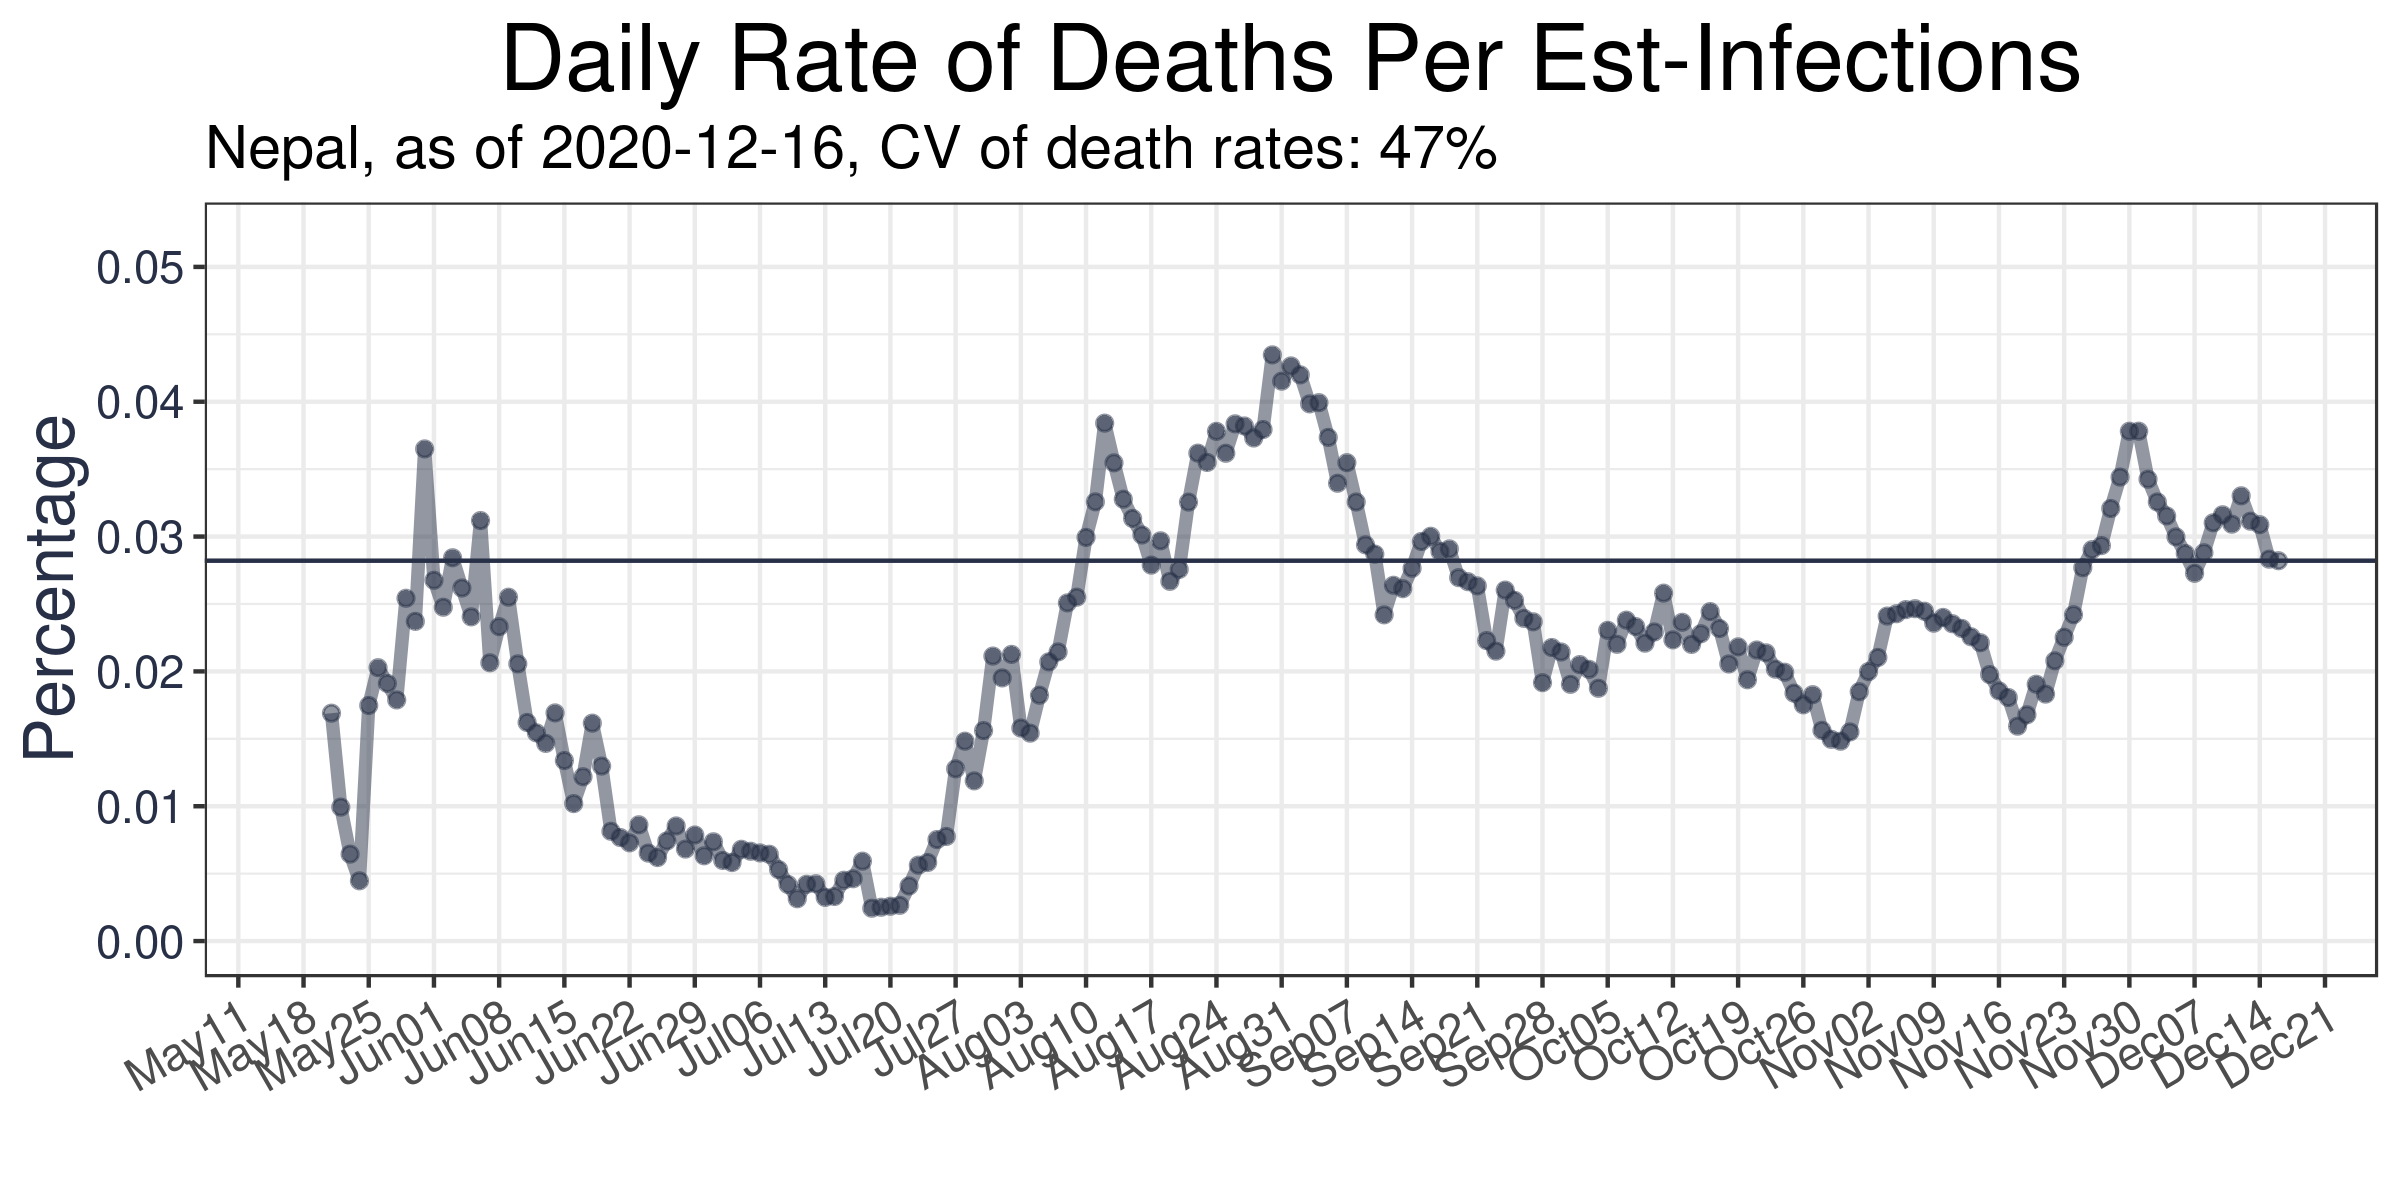 Daily Rate of Deaths Per Est-Infections
Nepal, as of 2020-12-16, CV of death rates: 47%
Percentage
0.05
0.04
0.03
0.02
0.01
0.00
May11
May18
May25
Jun01
Jun08
Jun15
Jun22
Jun29
Jul06
Jul13
Jul20
Jul27
Aug03
Aug10
Aug17
Aug24
Aug31
Sep07
Sep14
Sep21
Sep28
Oct05
Oct12
Oct19
Oct26
Nov02
Nov09
Nov16
Nov23
Nov30
Dec07
Dec14
Dec21